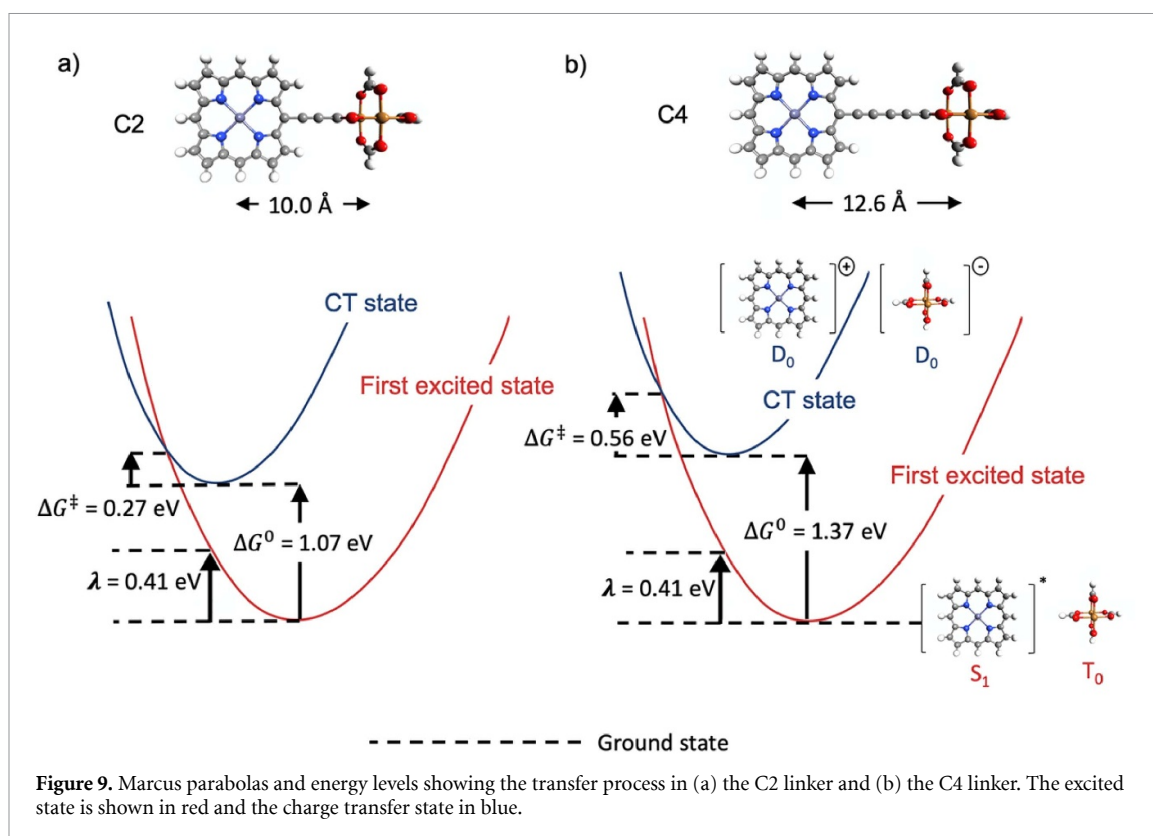 a)
C2
10.0 Å
CT state
First excited state
ΔG‡ = 0.27 eV
ΔG⁰ = 1.07 eV
λ = 0.41 eV
b)
C4
12.6 Å
+
-
D₀
D₀
CT state
ΔG‡ = 0.56 eV
First excited state
ΔG⁰ = 1.37 eV
λ = 0.41 eV
*
S₁
T₀
Ground state
Figure 9. Marcus parabolas and energy levels showing the transfer process in (a) the C2 linker and (b) the C4 linker. The excited
state is shown in red and the charge transfer state in blue.